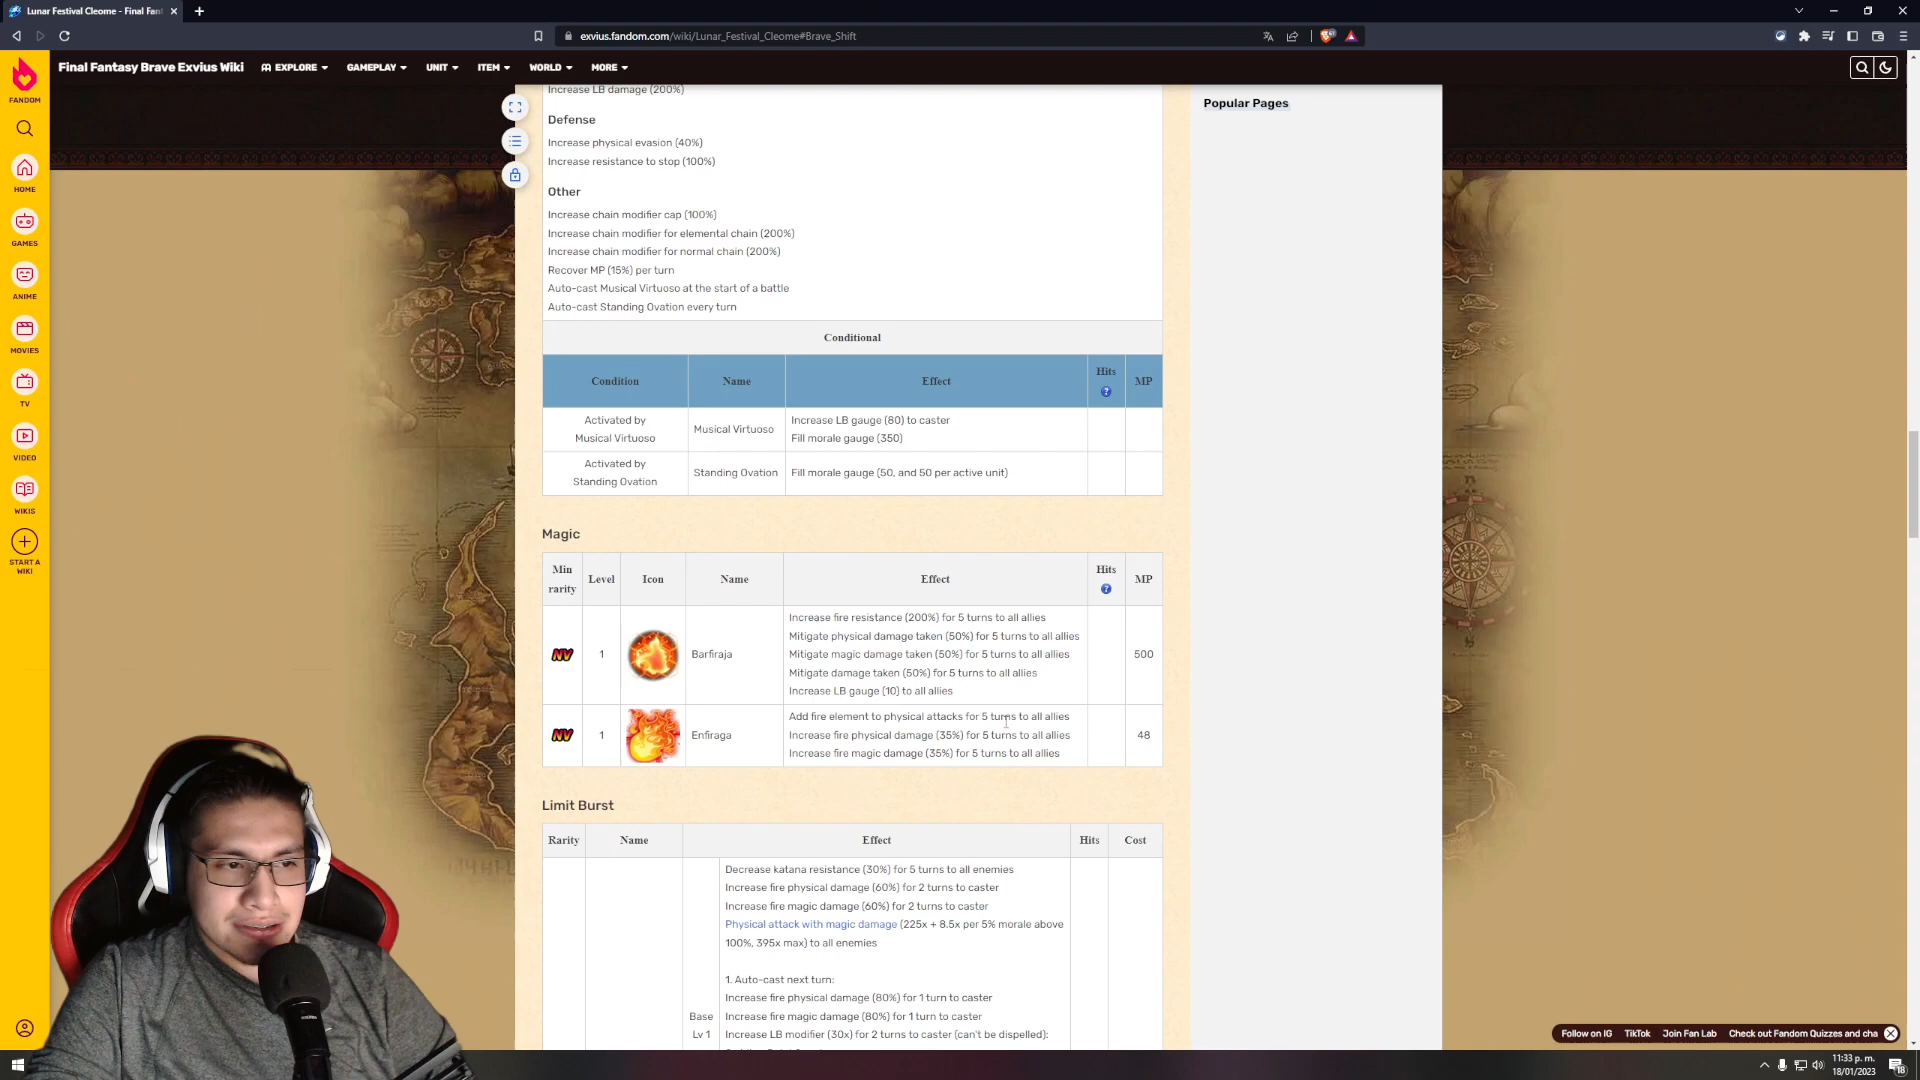 Lunar Festival Cleome - Final Fan
exvius.fandom.com/wiki/Lunar_Festival_Cleome#Brave_Shift
FANDOM
Final Fantasy Brave Exvius Wiki
EXPLORE
GAMEPLAY
UNIT
ITEM
WORLD
MORE
HOME
GAMES
ANIME
MOVIES
TV
VIDEO
WIKIS
START A
WIKI
Increase LB damage (200%)
Defense
Increase physical evasion (40%)
Increase resistance to stop (100%)
Other
Increase chain modifier cap (100%)
Increase chain modifier for elemental chain (200%)
Increase chain modifier for normal chain (200%)
Recover MP (15%) per turn
Auto-cast Musical Virtuoso at the start of a battle
Auto-cast Standing Ovation every turn
Conditional
Condition Name Effect Hits ? MP
Activated by
Musical Virtuoso
Musical Virtuoso
Increase LB gauge (80) to caster
Fill morale gauge (350)
Activated by
Standing Ovation
Standing Ovation
Fill morale gauge (50, and 50 per active unit)
Magic
Min
rarity
Level Icon Name Effect Hits ? MP
NV 1 Barfiraja
Increase fire resistance (200%) for 5 turns to all allies
Mitigate physical damage taken (50%) for 5 turns to all allies
Mitigate magic damage taken (50%) for 5 turns to all allies
Mitigate damage taken (50%) for 5 turns to all allies
Increase LB gauge (10) to all allies
500
NV 1 Enfiraga
Add fire element to physical attacks for 5 turns to all allies
Increase fire physical damage (35%) for 5 turns to all allies
Increase fire magic damage (35%) for 5 turns to all allies
48
Limit Burst
Rarity Name Effect Hits Cost
Base
Lv 1
Decrease katana resistance (30%) for 5 turns to all enemies
Increase fire physical damage (60%) for 2 turns to caster
Increase fire magic damage (60%) for 2 turns to caster
Physical attack with magic damage (225x + 8.5x per 5% morale above
100%, 395x max) to all enemies
1. Auto-cast next turn:
Increase fire physical damage (80%) for 1 turn to caster
Increase fire magic damage (80%) for 1 turn to caster
Increase LB modifier (30x) for 2 turns to caster (can't be dispelled):
Popular Pages
Follow on IG TikTok Join Fan Lab Check out Fandom Quizzes and cha
11:33 p. m.
18/01/2023